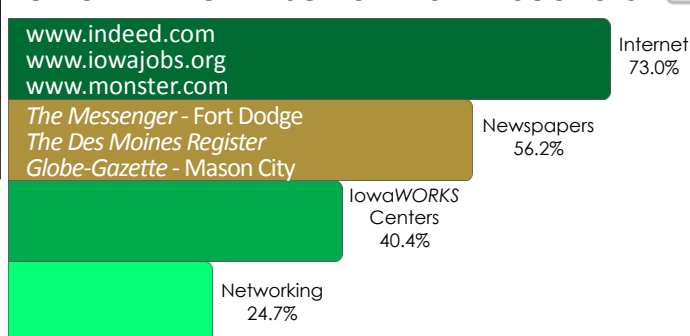 www.indeed.com
www.iowajobs.org
www.monster.com
Internet
73.0%
The Messenger - Fort Dodge
The Des Moines Register
Globe-Gazette - Mason City
Newspapers
56.2%
IowaWORKS
Centers
40.4%
Networking
24.7%